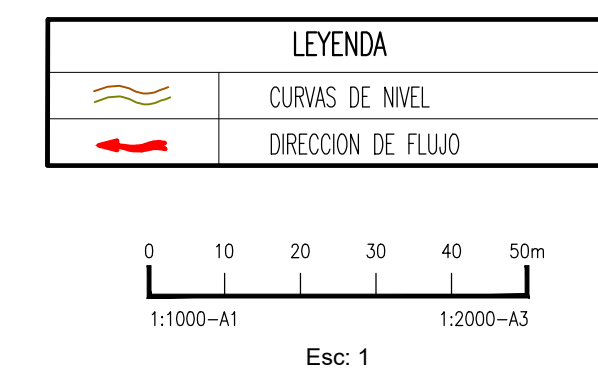 LEYENDA
CURVAS DE NIVEL
DIRECCION DE FLUJO
0 10 20 30 40 50m
1:1000-A1 1:2000-A3
Esc: 1